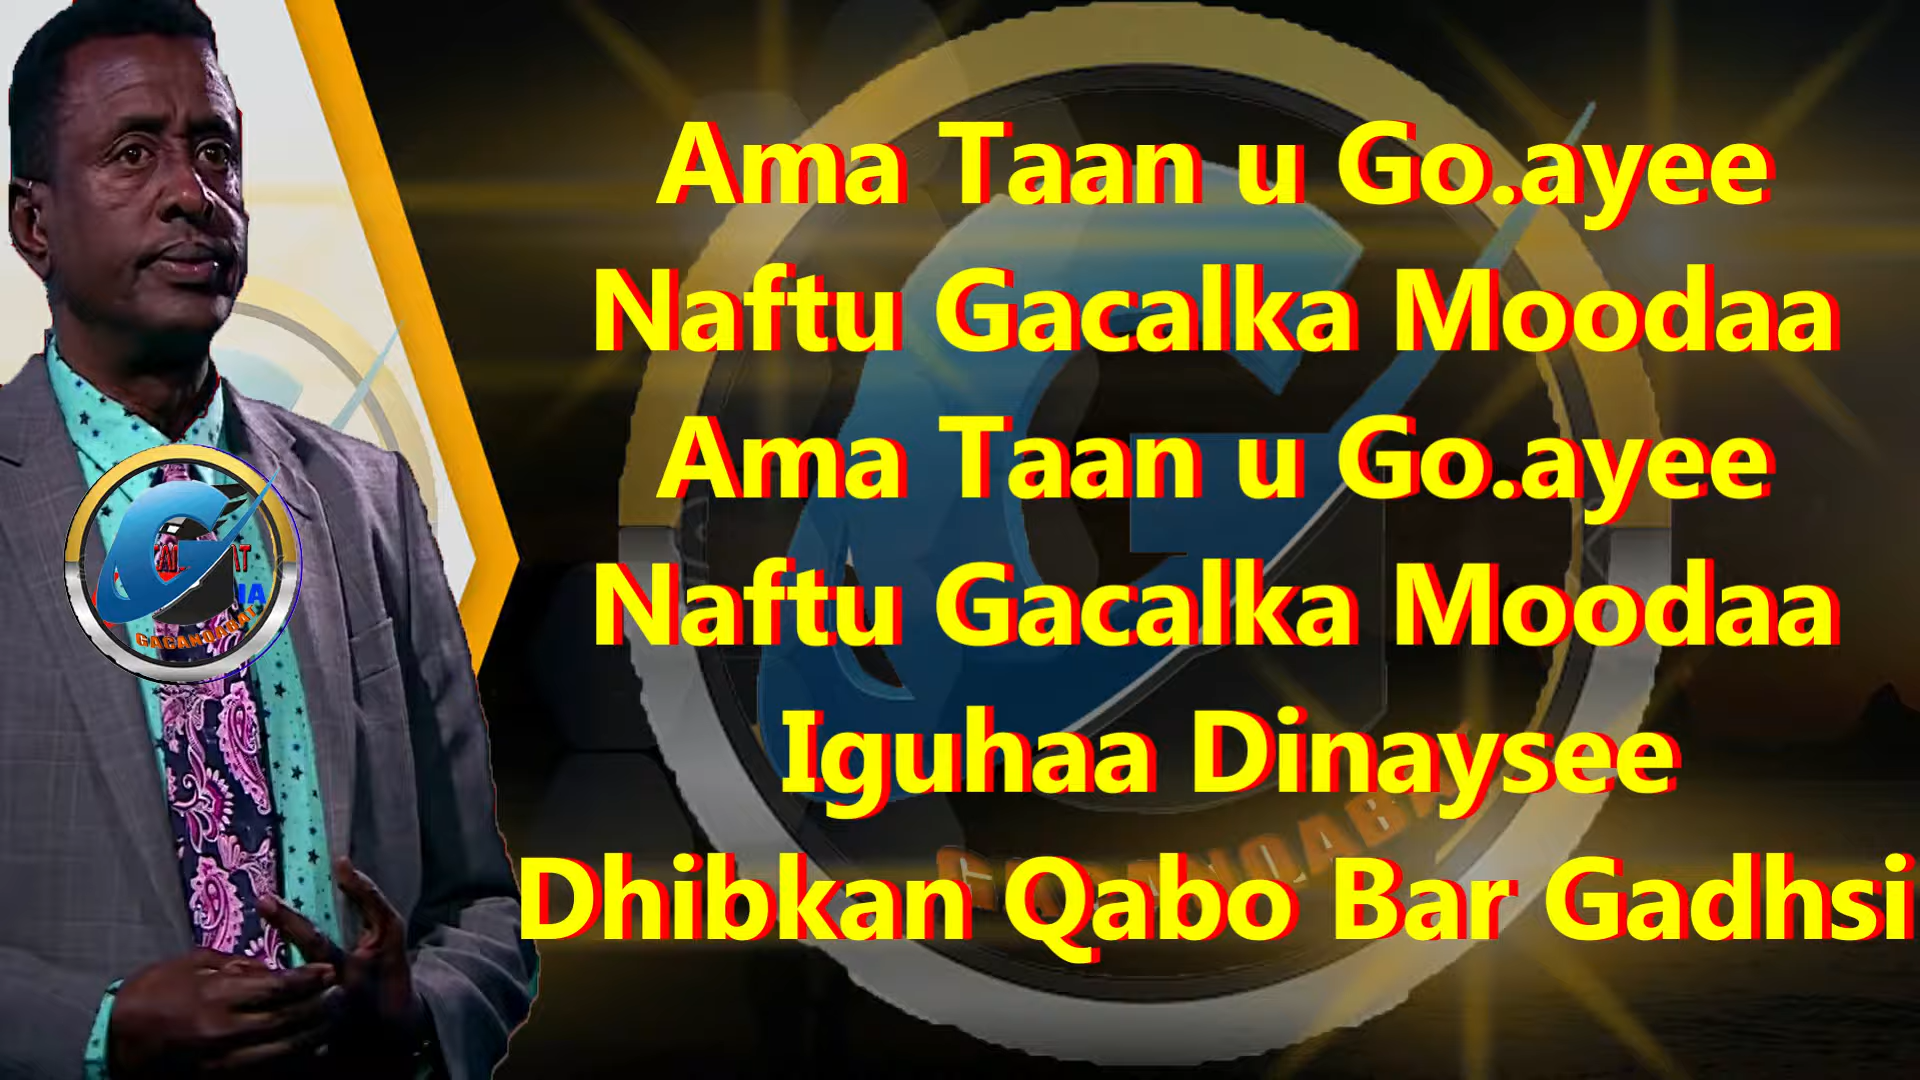 Ama Taan u Go.ayee
Naftu Gacalka Moodaa
Ama Taan u Go.ayee
Naftu Gacalka Moodaa
Iguhaa Dinaysee
Dhibkan Qabo Bar Gadhsi
GACANQABAT